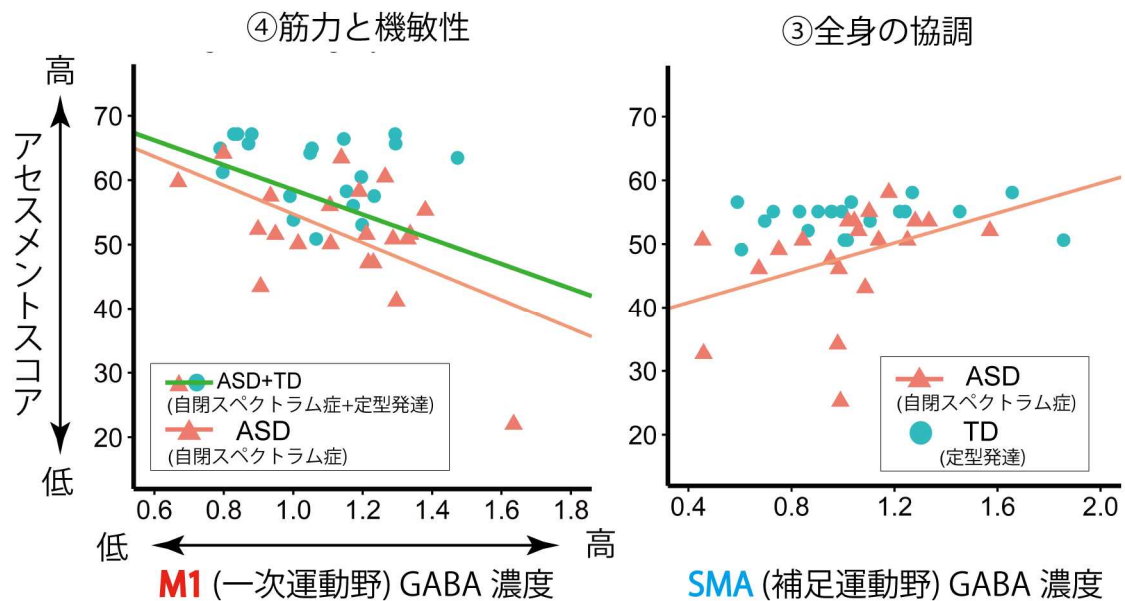 ④筋力と機敏性
③全身の協調
高
アセスメントスコア
低
70
60
50
40
30
20
ASD+TD
(自閉スペクトラム症+定型発達)
ASD
(自閉スペクトラム症)
0.6 0.8 1.0 1.2 1.4 1.6 1.8
低
高
M1 (一次運動野) GABA 濃度
70
60
50
40
30
20
ASD
(自閉スペクトラム症)
TD
(定型発達)
0.4 0.8 1.2 1.6 2.0
SMA (補足運動野) GABA 濃度